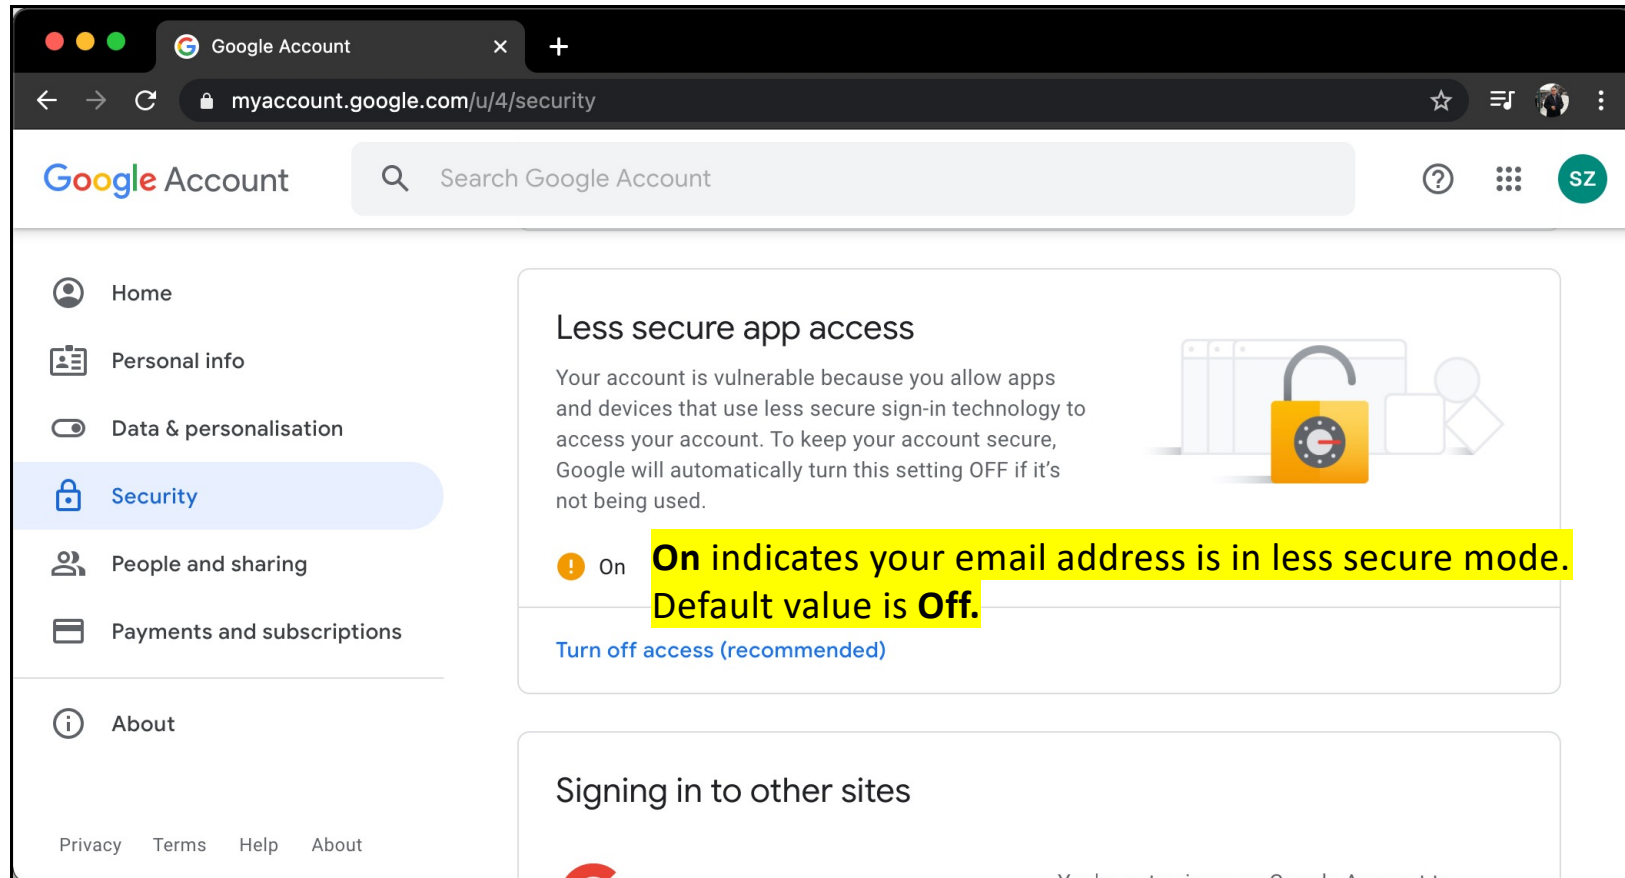 Google Account
myaccount.google.com/u/4/security
Google Account
Search Google Account
SZ
Home
Personal info
Data & personalisation
Security
People and sharing
Payments and subscriptions
About
Privacy Terms Help About
Less secure app access
Your account is vulnerable because you allow apps
and devices that use less secure sign-in technology to
access your account. To keep your account secure,
Google will automatically turn this setting OFF if it's
not being used.
On
On indicates your email address is in less secure mode.
Default value is Off.
Turn off access (recommended)
Signing in to other sites